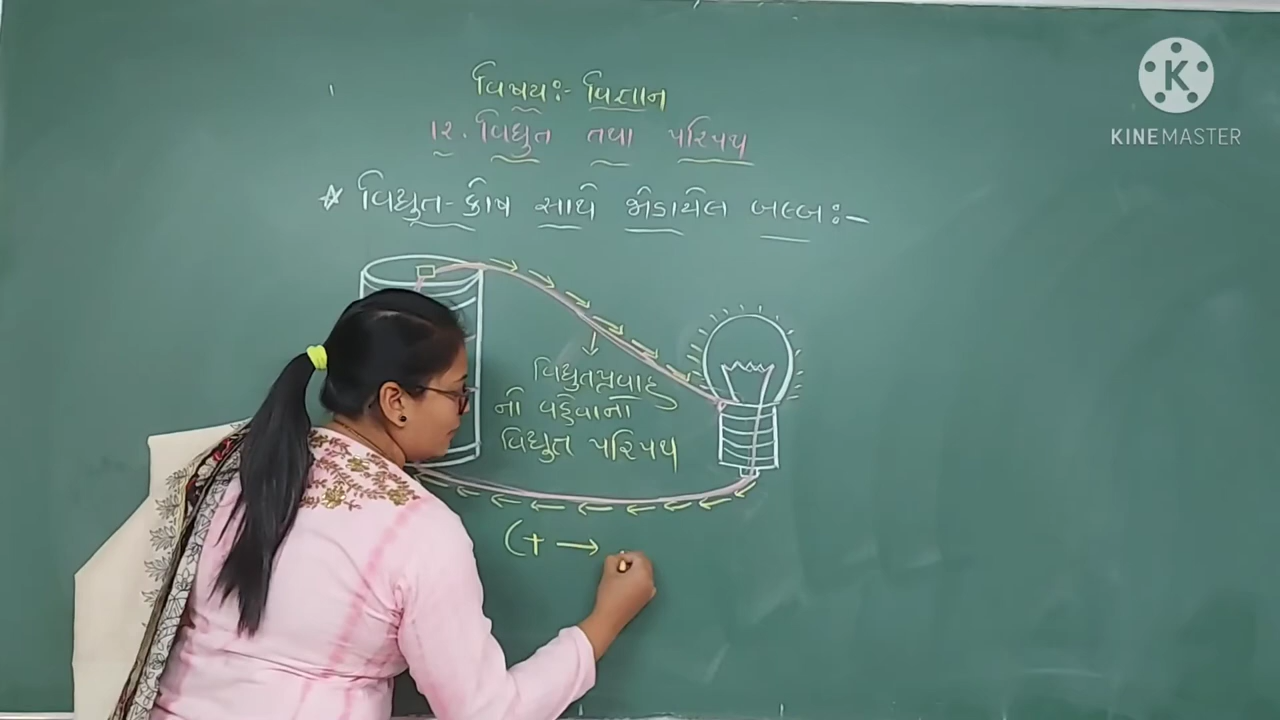 વિષય:- વિજ્ઞાન
૧૨. વિદ્યુત તથા પરિપથ
☆ વિદ્યુત-કોષ સાથે જોડાયેલ બલ્બ:-
વિદ્યુતપ્રવાહ
નો વહેવાનો
વિદ્યુત પરિપથ
(+ →
K
KINEMASTER